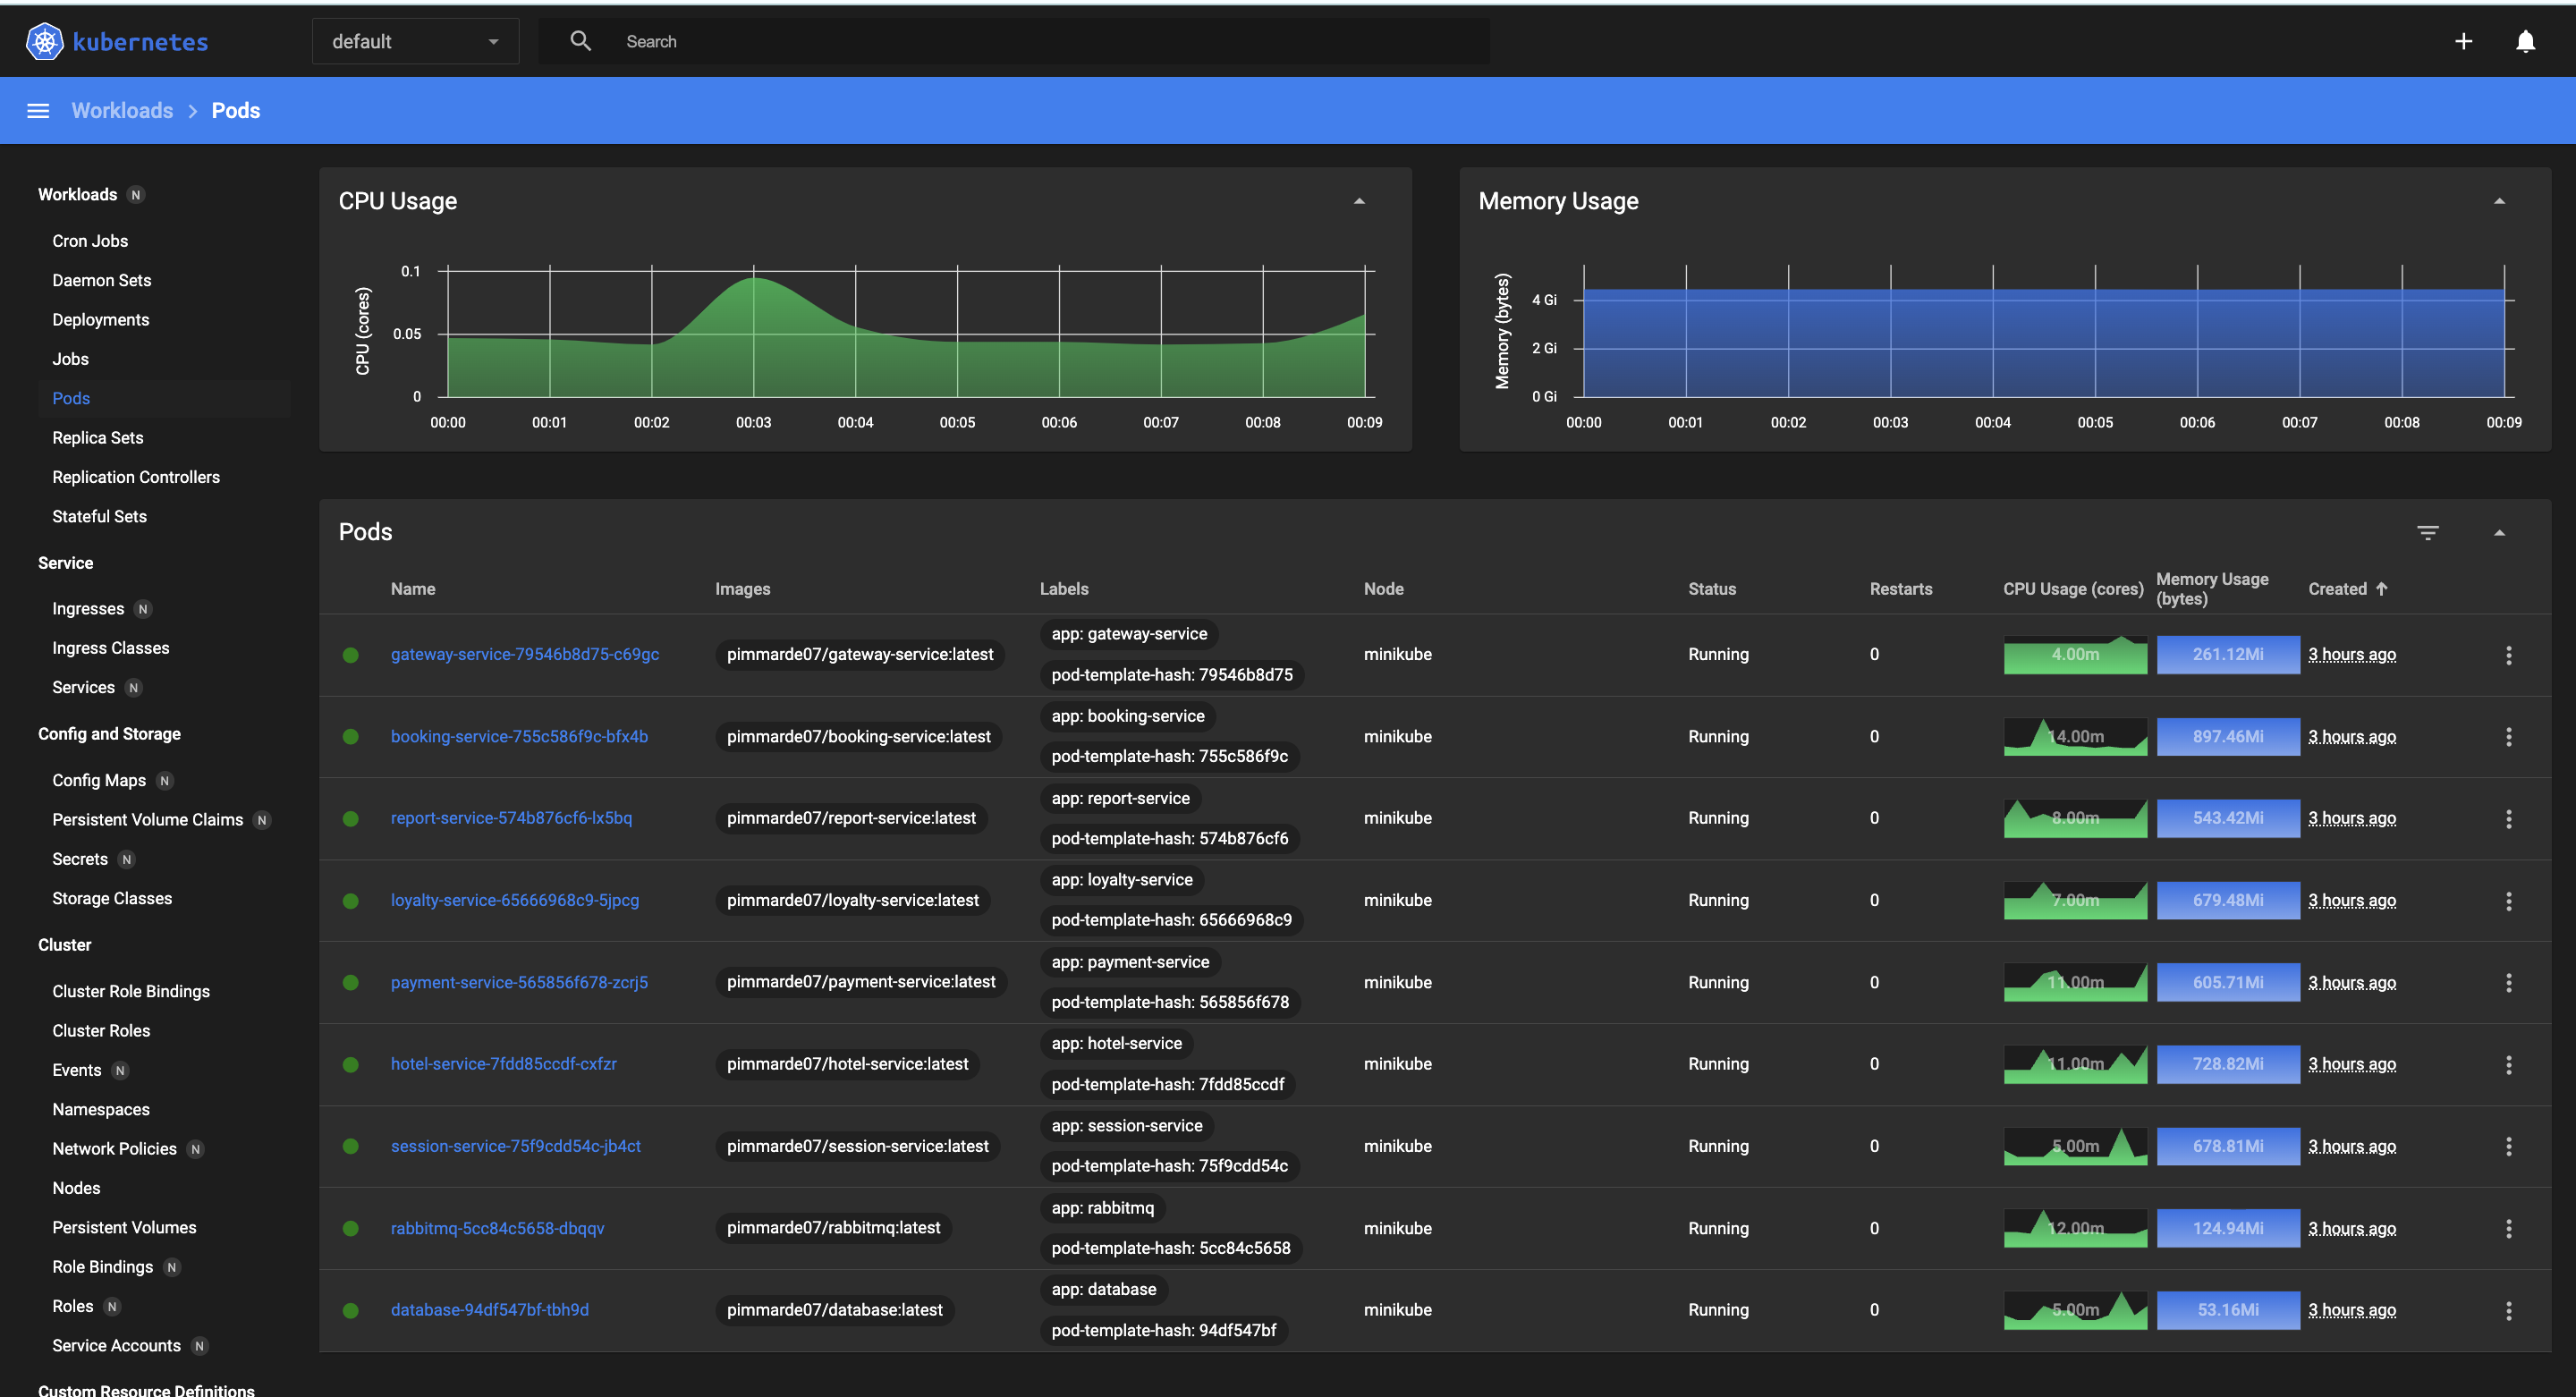 kubernetes
default
Search
Workloads > Pods
Workloads N
Cron Jobs
Daemon Sets
Deployments
Jobs
Pods
Replica Sets
Replication Controllers
Stateful Sets
Service
Ingresses N
Ingress Classes
Services N
Config and Storage
Config Maps N
Persistent Volume Claims N
Secrets N
Storage Classes
Cluster
Cluster Role Bindings
Cluster Roles
Events N
Namespaces
Network Policies N
Nodes
Persistent Volumes
Role Bindings N
Roles N
Service Accounts N
Custom Resource Definitions
CPU Usage
CPU (cores)
0.1
0.05
0
00:00 00:01 00:02 00:03 00:04 00:05 00:06 00:07 00:08 00:09
Memory Usage
Memory (bytes)
4 Gi
2 Gi
0 Gi
00:00 00:01 00:02 00:03 00:04 00:05 00:06 00:07 00:08 00:09
Pods
Name Images Labels Node Status Restarts CPU Usage (cores) Memory Usage (bytes) Created
app: gateway-service
gateway-service-79546b8d75-c69gc pimmarde07/gateway-service:latest minikube Running 0 4.00m 261.12Mi 3 hours ago
pod-template-hash: 79546b8d75
app: booking-service
booking-service-755c586f9c-bfx4b pimmarde07/booking-service:latest minikube Running 0 14.00m 897.46Mi 3 hours ago
pod-template-hash: 755c586f9c
app: report-service
report-service-574b876cf6-lx5bq pimmarde07/report-service:latest minikube Running 0 8.00m 543.42Mi 3 hours ago
pod-template-hash: 574b876cf6
app: loyalty-service
loyalty-service-65666968c9-5jpcg pimmarde07/loyalty-service:latest minikube Running 0 7.00m 679.48Mi 3 hours ago
pod-template-hash: 65666968c9
app: payment-service
payment-service-565856f678-zcrj5 pimmarde07/payment-service:latest minikube Running 0 11.00m 605.71Mi 3 hours ago
pod-template-hash: 565856f678
app: hotel-service
hotel-service-7fdd85ccdf-cxfzr pimmarde07/hotel-service:latest minikube Running 0 11.00m 728.82Mi 3 hours ago
pod-template-hash: 7fdd85ccdf
app: session-service
session-service-75f9cdd54c-jb4ct pimmarde07/session-service:latest minikube Running 0 5.00m 678.81Mi 3 hours ago
pod-template-hash: 75f9cdd54c
app: rabbitmq
rabbitmq-5cc84c5658-dbqqv pimmarde07/rabbitmq:latest minikube Running 0 12.00m 124.94Mi 3 hours ago
pod-template-hash: 5cc84c5658
app: database
database-94df547bf-tbh9d pimmarde07/database:latest minikube Running 0 5.00m 53.16Mi 3 hours ago
pod-template-hash: 94df547bf